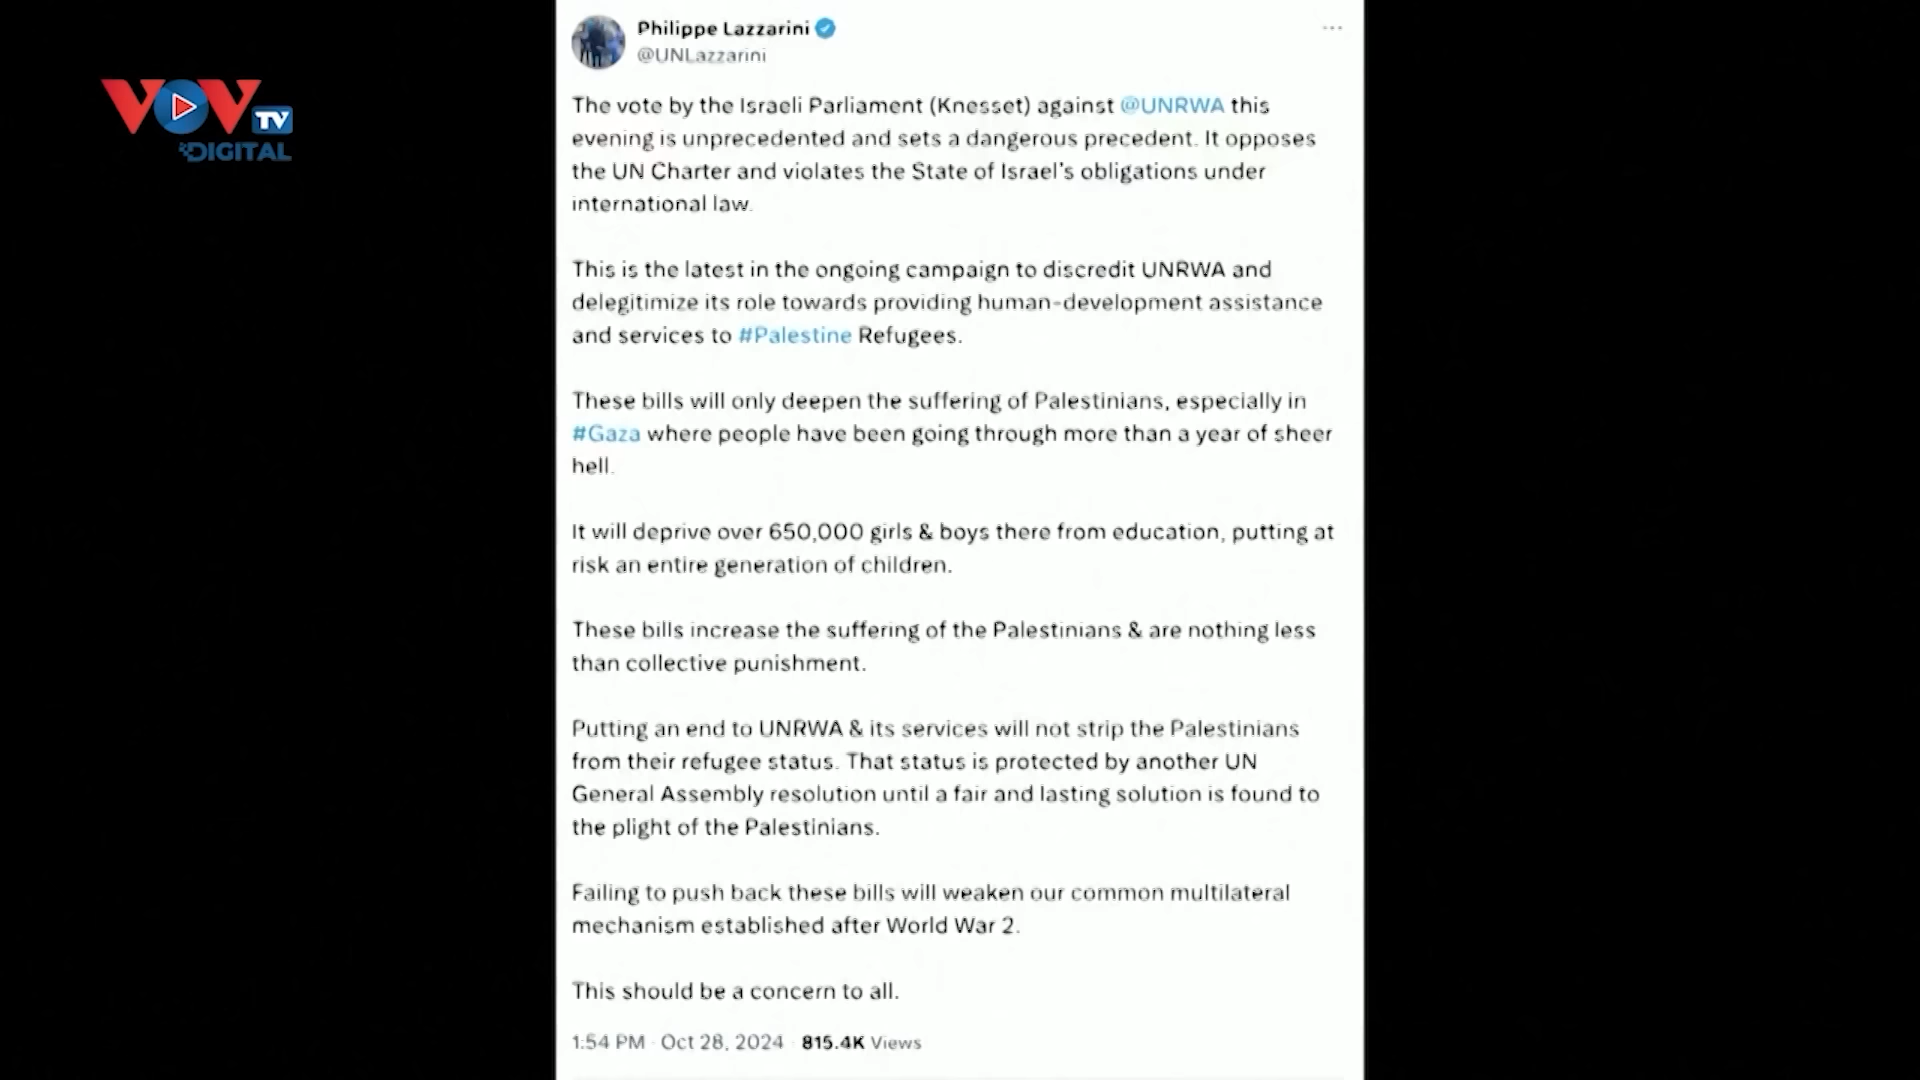 VOV TV
DIGITAL
Philippe Lazzarini
@UNLazzarini
The vote by the Israeli Parliament (Knesset) against @UNRWA this
evening is unprecedented and sets a dangerous precedent. It opposes
the UN Charter and violates the State of Israel's obligations under
international law.
This is the latest in the ongoing campaign to discredit UNRWA and
delegitimize its role towards providing human-development assistance
and services to #Palestine Refugees.
These bills will only deepen the suffering of Palestinians, especially in
#Gaza where people have been going through more than a year of sheer
hell.
It will deprive over 650,000 girls & boys there from education, putting at
risk an entire generation of children.
These bills increase the suffering of the Palestinians & are nothing less
than collective punishment.
Putting an end to UNRWA & its services will not strip the Palestinians
from their refugee status. That status is protected by another UN
General Assembly resolution until a fair and lasting solution is found to
the plight of the Palestinians.
Failing to push back these bills will weaken our common multilateral
mechanism established after World War 2.
This should be a concern to all.
1:54 PM · Oct 28, 2024 · 815.4K Views